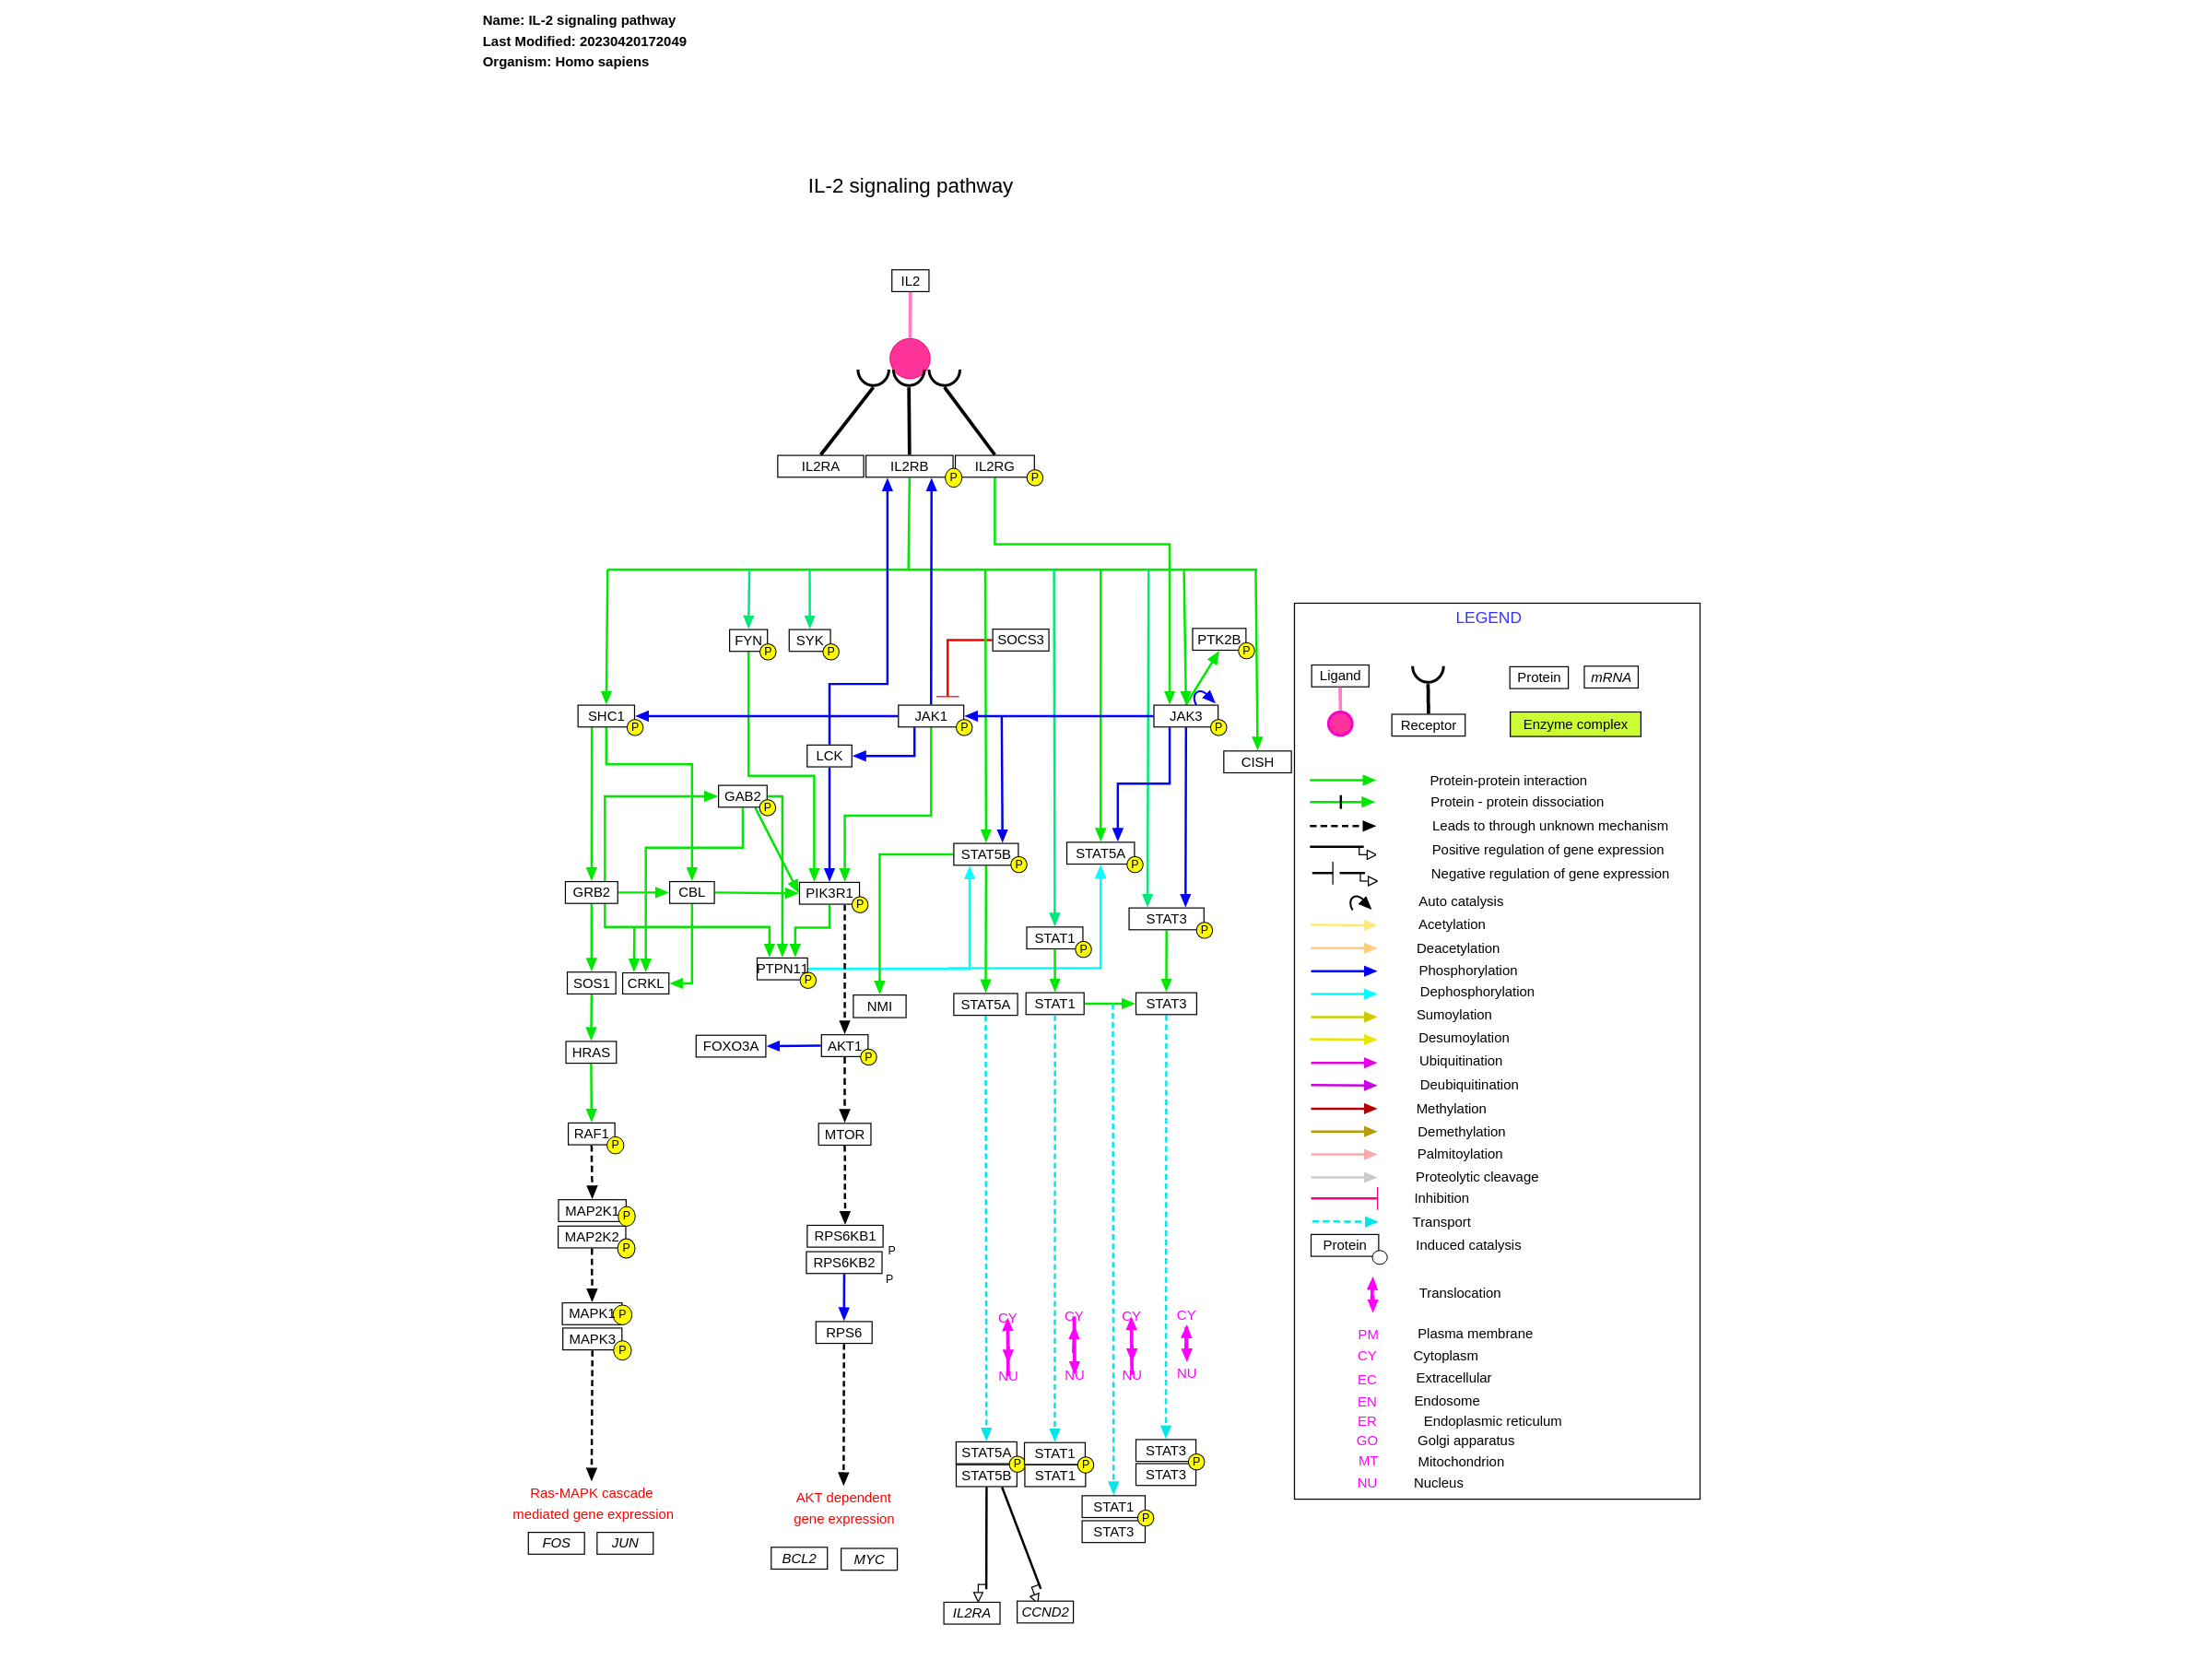 Name: IL-2 signaling pathway
Last Modified: 20230420172049
Organism: Homo sapiens
IL-2 signaling pathway
IL2
IL2RA
IL2RB
IL2RG
P
P
FYN
P
SYK
P
SOCS3
PTK2B
P
SHC1
P
JAK1
P
JAK3
P
LCK
CISH
GAB2
P
STAT5B
P
STAT5A
P
GRB2
CBL
PIK3R1
P
STAT3
P
STAT1
P
PTPN11
P
SOS1
CRKL
NMI
STAT5A
STAT1
STAT3
HRAS
FOXO3A
AKT1
P
RAF1
P
MTOR
MAP2K1
P
MAP2K2
P
RPS6KB1
P
RPS6KB2
P
MAPK1
P
MAPK3
P
RPS6
CY
CY
CY
CY
NU
NU
NU
NU
STAT5A
P
STAT5B
STAT1
P
STAT1
STAT3
P
STAT3
STAT1
P
STAT3
Ras-MAPK cascade
mediated gene expression
FOS
JUN
AKT dependent
gene expression
BCL2
MYC
IL2RA
CCND2
LEGEND
Ligand
Receptor
Protein
mRNA
Enzyme complex
Protein-protein interaction
Protein - protein dissociation
Leads to through unknown mechanism
Positive regulation of gene expression
Negative regulation of gene expression
Auto catalysis
Acetylation
Deacetylation
Phosphorylation
Dephosphorylation
Sumoylation
Desumoylation
Ubiquitination
Deubiquitination
Methylation
Demethylation
Palmitoylation
Proteolytic cleavage
Inhibition
Transport
Protein
Induced catalysis
Translocation
PM Plasma membrane
CY Cytoplasm
EC Extracellular
EN Endosome
ER Endoplasmic reticulum
GO Golgi apparatus
MT Mitochondrion
NU Nucleus